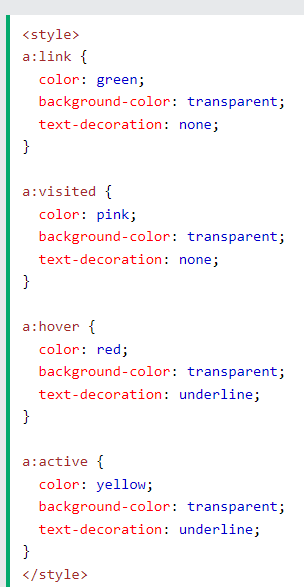 <style>
a:link {
  color: green;
  background-color: transparent;
  text-decoration: none;
}

a:visited {
  color: pink;
  background-color: transparent;
  text-decoration: none;
}

a:hover {
  color: red;
  background-color: transparent;
  text-decoration: underline;
}

a:active {
  color: yellow;
  background-color: transparent;
  text-decoration: underline;
}
</style>